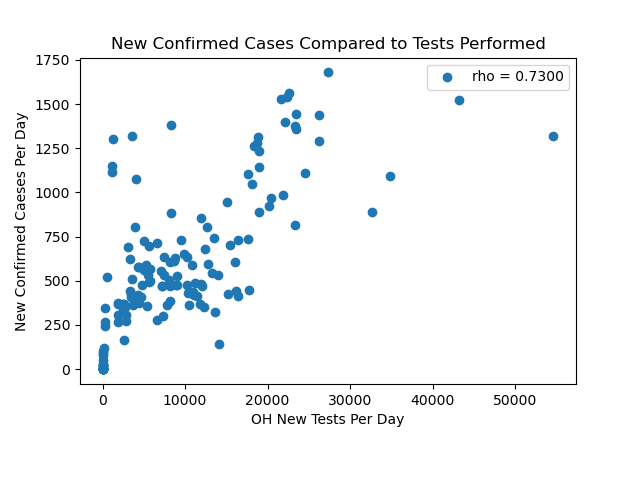 New Confirmed Cases Compared to Tests Performed
rho = 0.7300
1750
1500
1250
1000
750
500
250
0
New Confirmed Caeses Per Day
0 10000 20000 30000 40000 50000
OH New Tests Per Day